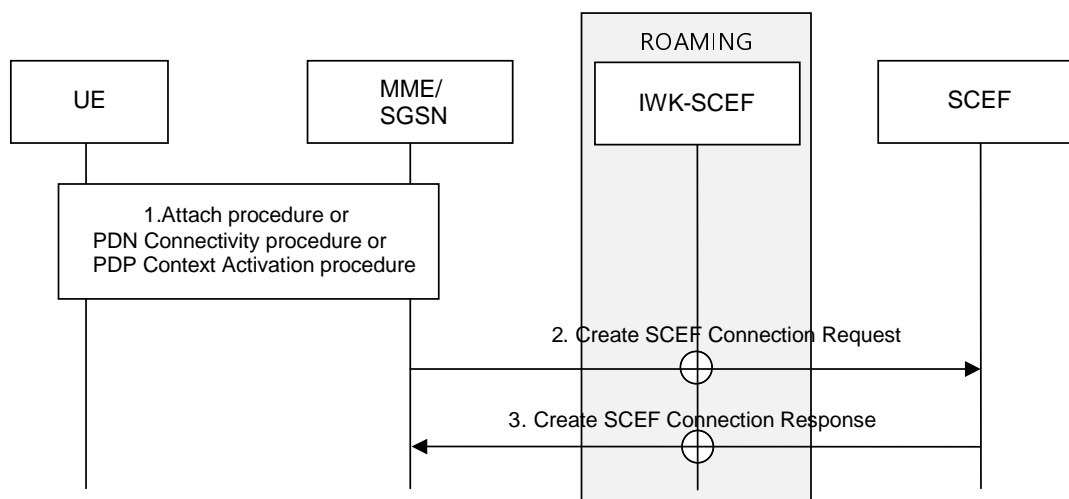 ROAMING
UE
MME/
SGSN
IWK-SCEF
SCEF
1.Attach procedure or
PDN Connectivity procedure or
PDP Context Activation procedure
2. Create SCEF Connection Request
3. Create SCEF Connection Response